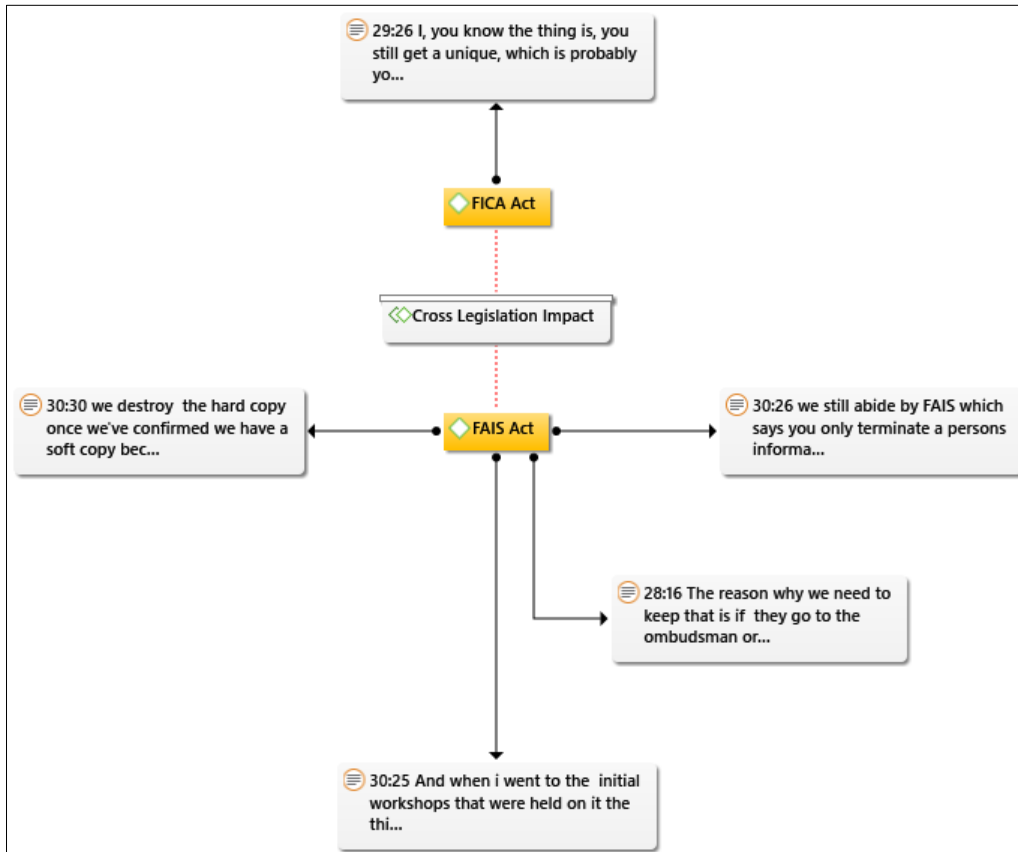 29:26 I, you know the thing is, you
still get a unique, which is probably
yo...
FICA Act
Cross Legislation Impact
30:30 we destroy  the hard copy
once we've confirmed we have a
soft copy bec...
FAIS Act
30:26 we still abide by FAIS which
says you only terminate a persons
informa...
28:16 The reason why we need to
keep that is if  they go to the
ombudsman or...
30:25 And when i went to the  initial
workshops that were held on it the
thi...